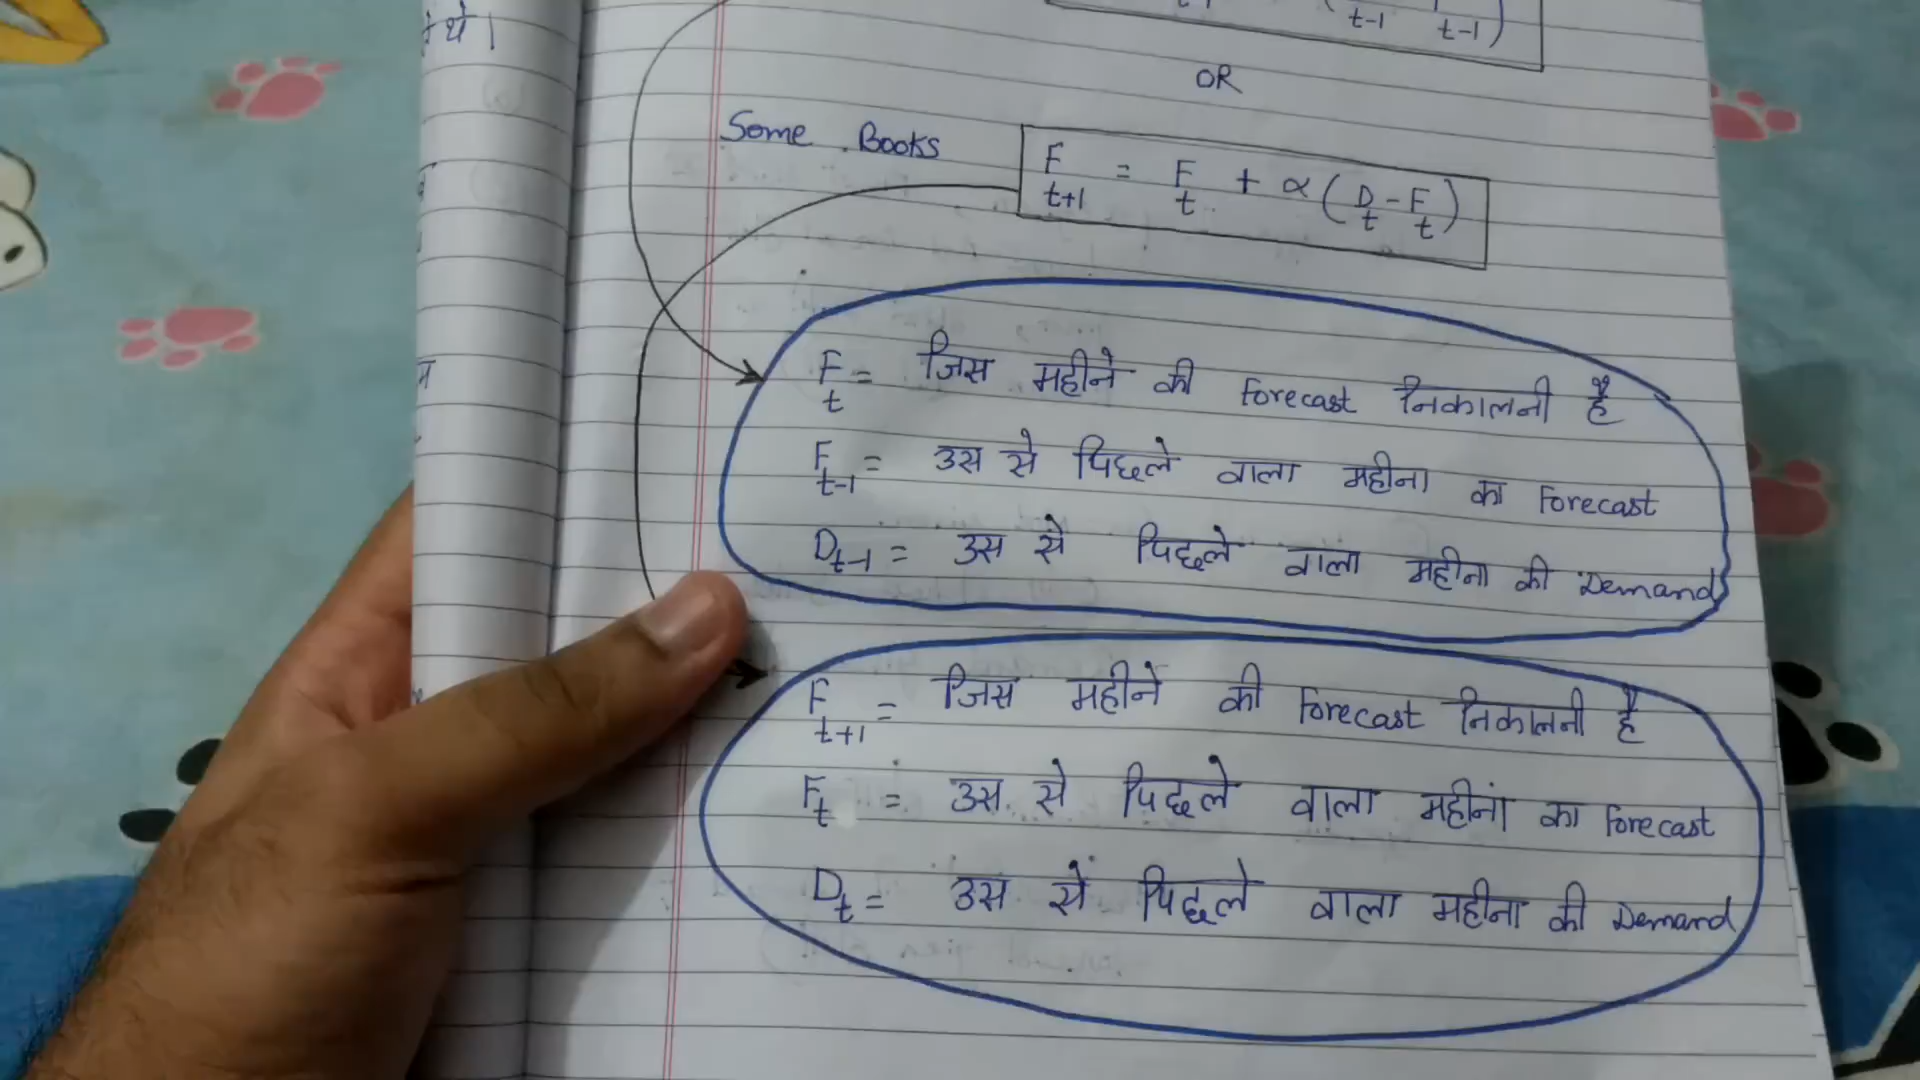 थे ।
t-1 t-1)
OR
Some Books
F t+1 = F t + α (D t - F t)
F t = जिस महीने की Forecast निकालनी है
F t-1 = उस से पिछले वाला महीना का Forecast
D t-1 = उस से पिछले वाला महीना की Demand
F t+1 = जिस महीने की Forecast निकालनी है
F t = उस से पिछले वाला महीनां का Forecast
D t = उस सें पिछले वाला महीना की Demand